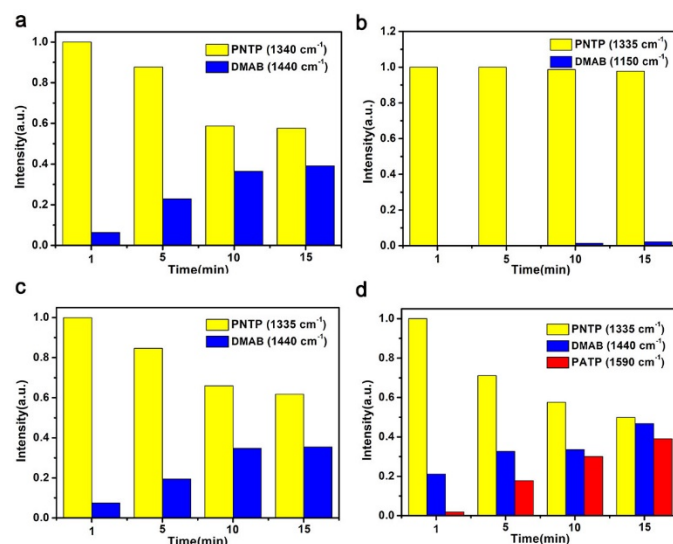 a
PNTP (1340 cm⁻¹)
DMAB (1440 cm⁻¹)
Intensity(a.u.)
1.0
0.8
0.6
0.4
0.2
0.0
1 5 10 15
Time(min)
b
PNTP (1335 cm⁻¹)
DMAB (1150 cm⁻¹)
Intensity(a.u.)
1.2
1.0
0.8
0.6
0.4
0.2
0.0
1 5 10 15
Time(min)
c
PNTP (1335 cm⁻¹)
DMAB (1440 cm⁻¹)
Intensity(a.u.)
1.0
0.8
0.6
0.4
0.2
0.0
1 5 10 15
Time(min)
d
PNTP (1335 cm⁻¹)
DMAB (1440 cm⁻¹)
PATP (1590 cm⁻¹)
Intensity(a.u.)
1.0
0.8
0.6
0.4
0.2
0.0
1 5 10 15
Time(min)